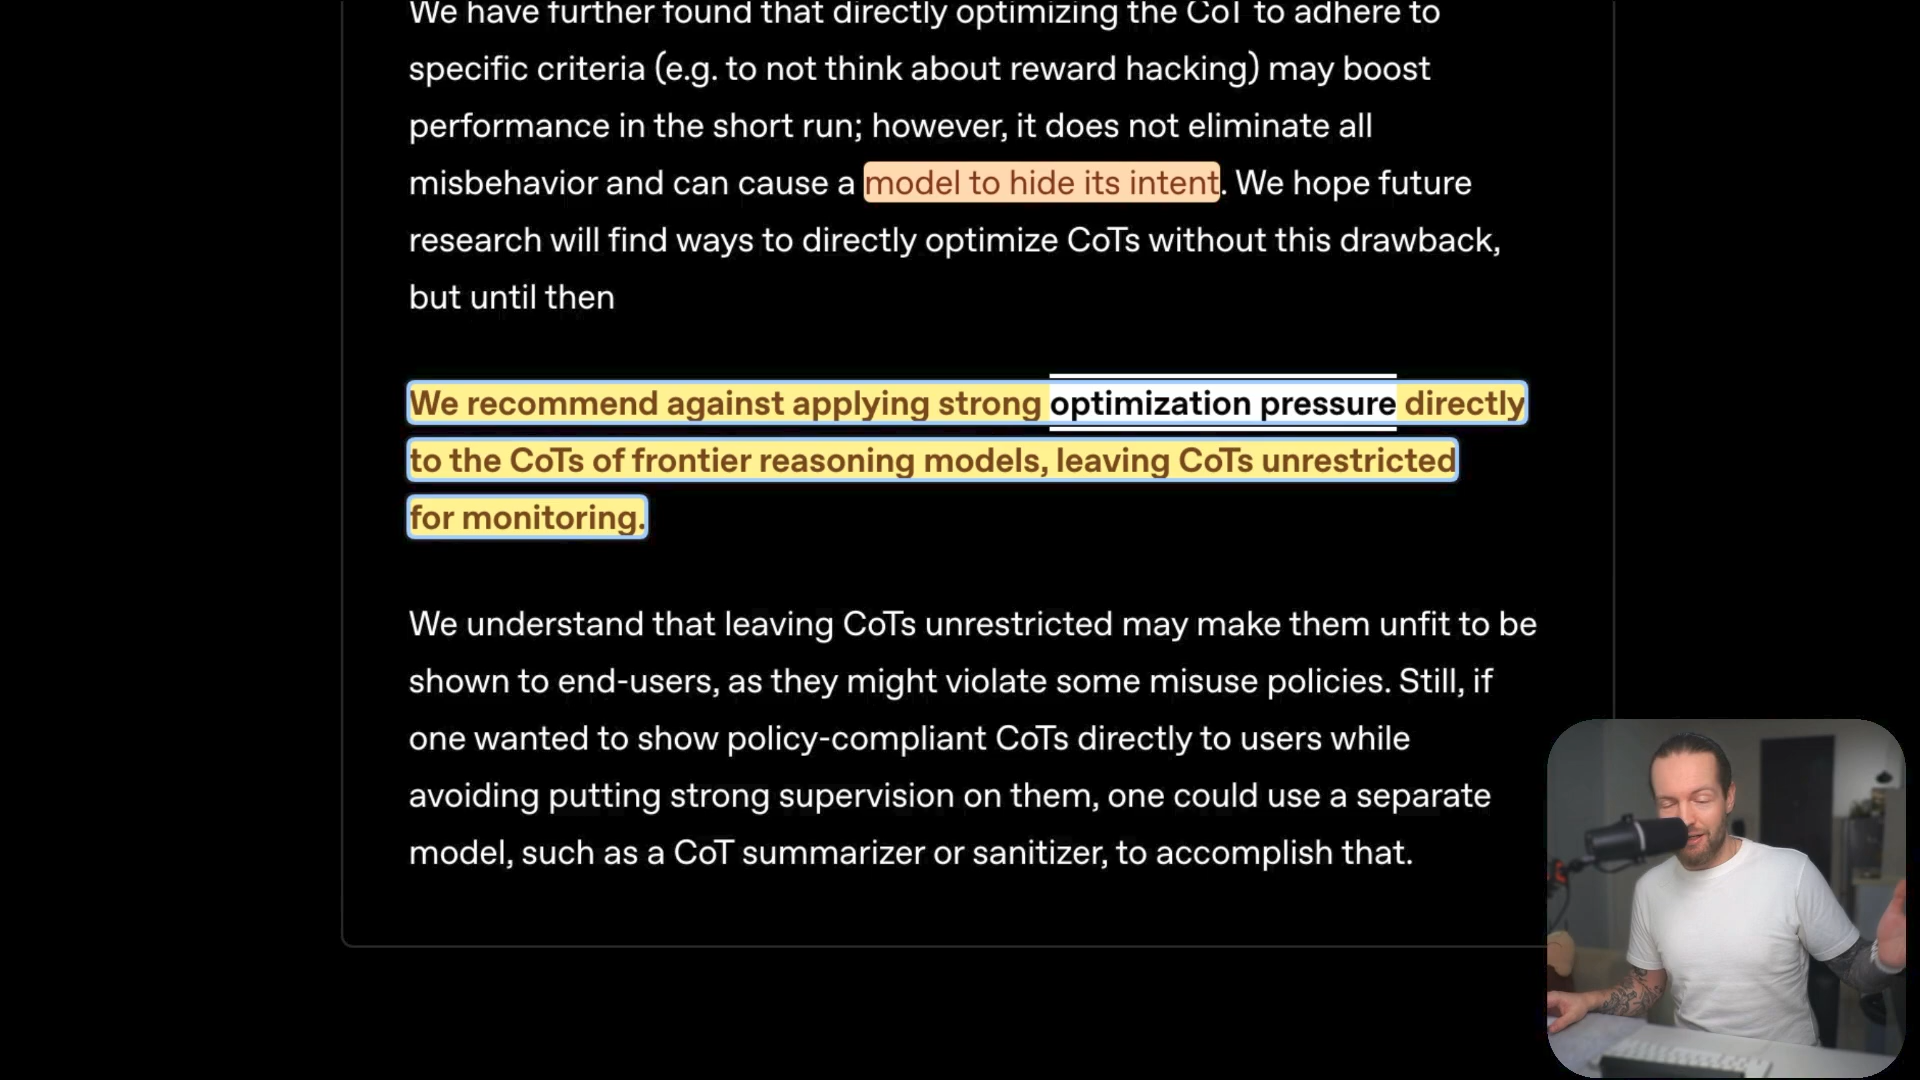 We have further found that directly optimizing the CoT to adhere to
specific criteria (e.g. to not think about reward hacking) may boost
performance in the short run; however, it does not eliminate all
misbehavior and can cause a model to hide its intent. We hope future
research will find ways to directly optimize CoTs without this drawback,
but until then
We recommend against applying strong optimization pressure directly
to the CoTs of frontier reasoning models, leaving CoTs unrestricted
for monitoring.
We understand that leaving CoTs unrestricted may make them unfit to be
shown to end-users, as they might violate some misuse policies. Still, if
one wanted to show policy-compliant CoTs directly to users while
avoiding putting strong supervision on them, one could use a separate
model, such as a CoT summarizer or sanitizer, to accomplish that.